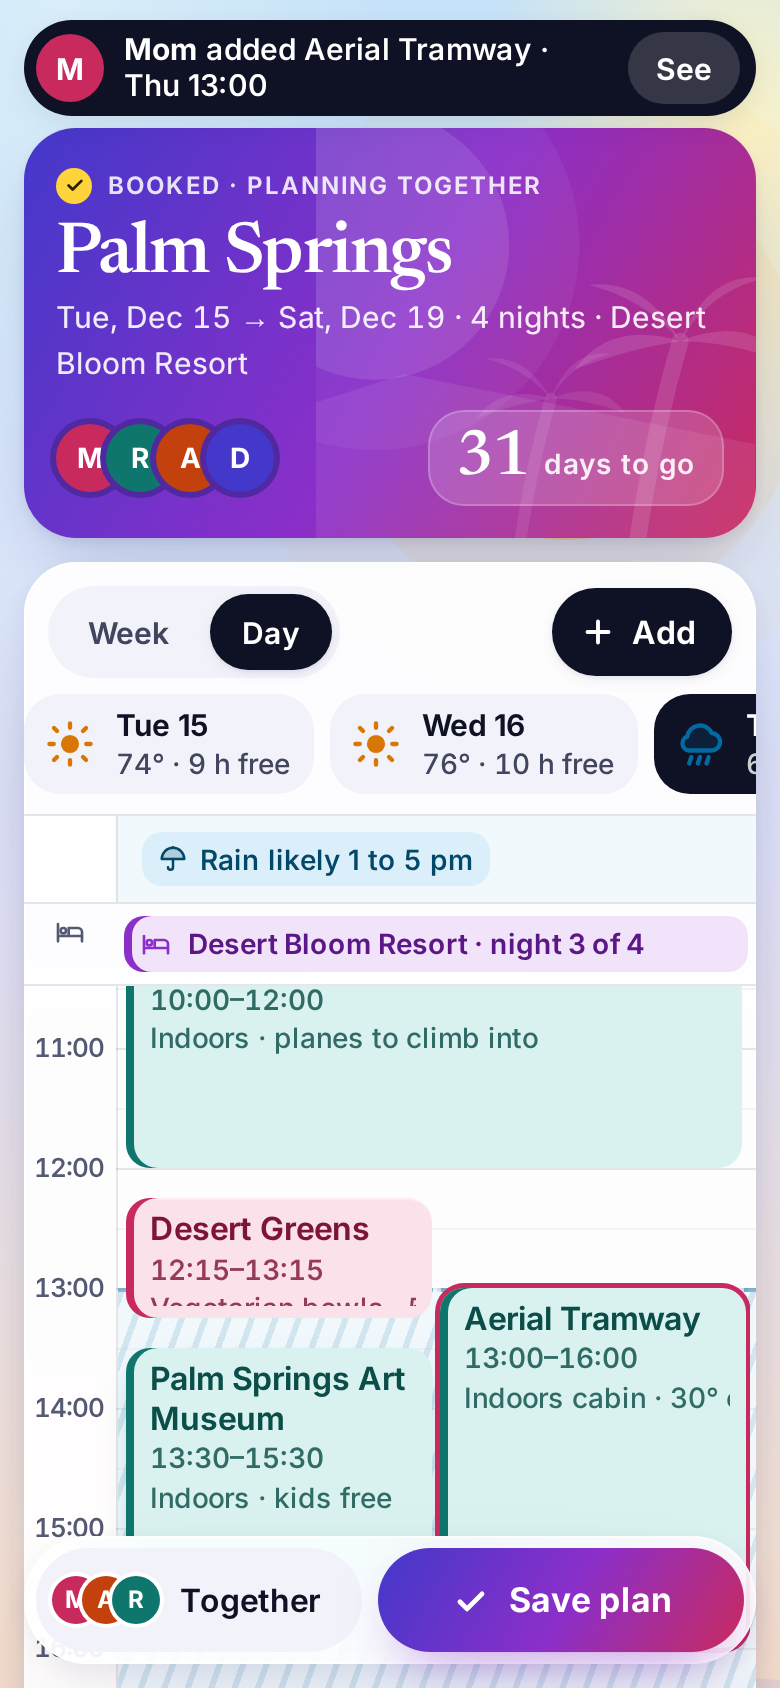 M
Mom added Aerial Tramway ·
Thu 13:00
See
BOOKED · PLANNING TOGETHER
Palm Springs
Tue, Dec 15 → Sat, Dec 19 · 4 nights · Desert
Bloom Resort
M R A D
31 days to go
Week
Day
+ Add
Tue 15
74° · 9 h free
Wed 16
76° · 10 h free
Rain likely 1 to 5 pm
Desert Bloom Resort · night 3 of 4
10:00–12:00
Indoors · planes to climb into
11:00
12:00
Desert Greens
12:15–13:15
Vegetarian bowls
13:00
Aerial Tramway
13:00–16:00
Indoors cabin · 30°
Palm Springs Art
Museum
13:30–15:30
Indoors · kids free
14:00
15:00
M A R
Together
Save plan